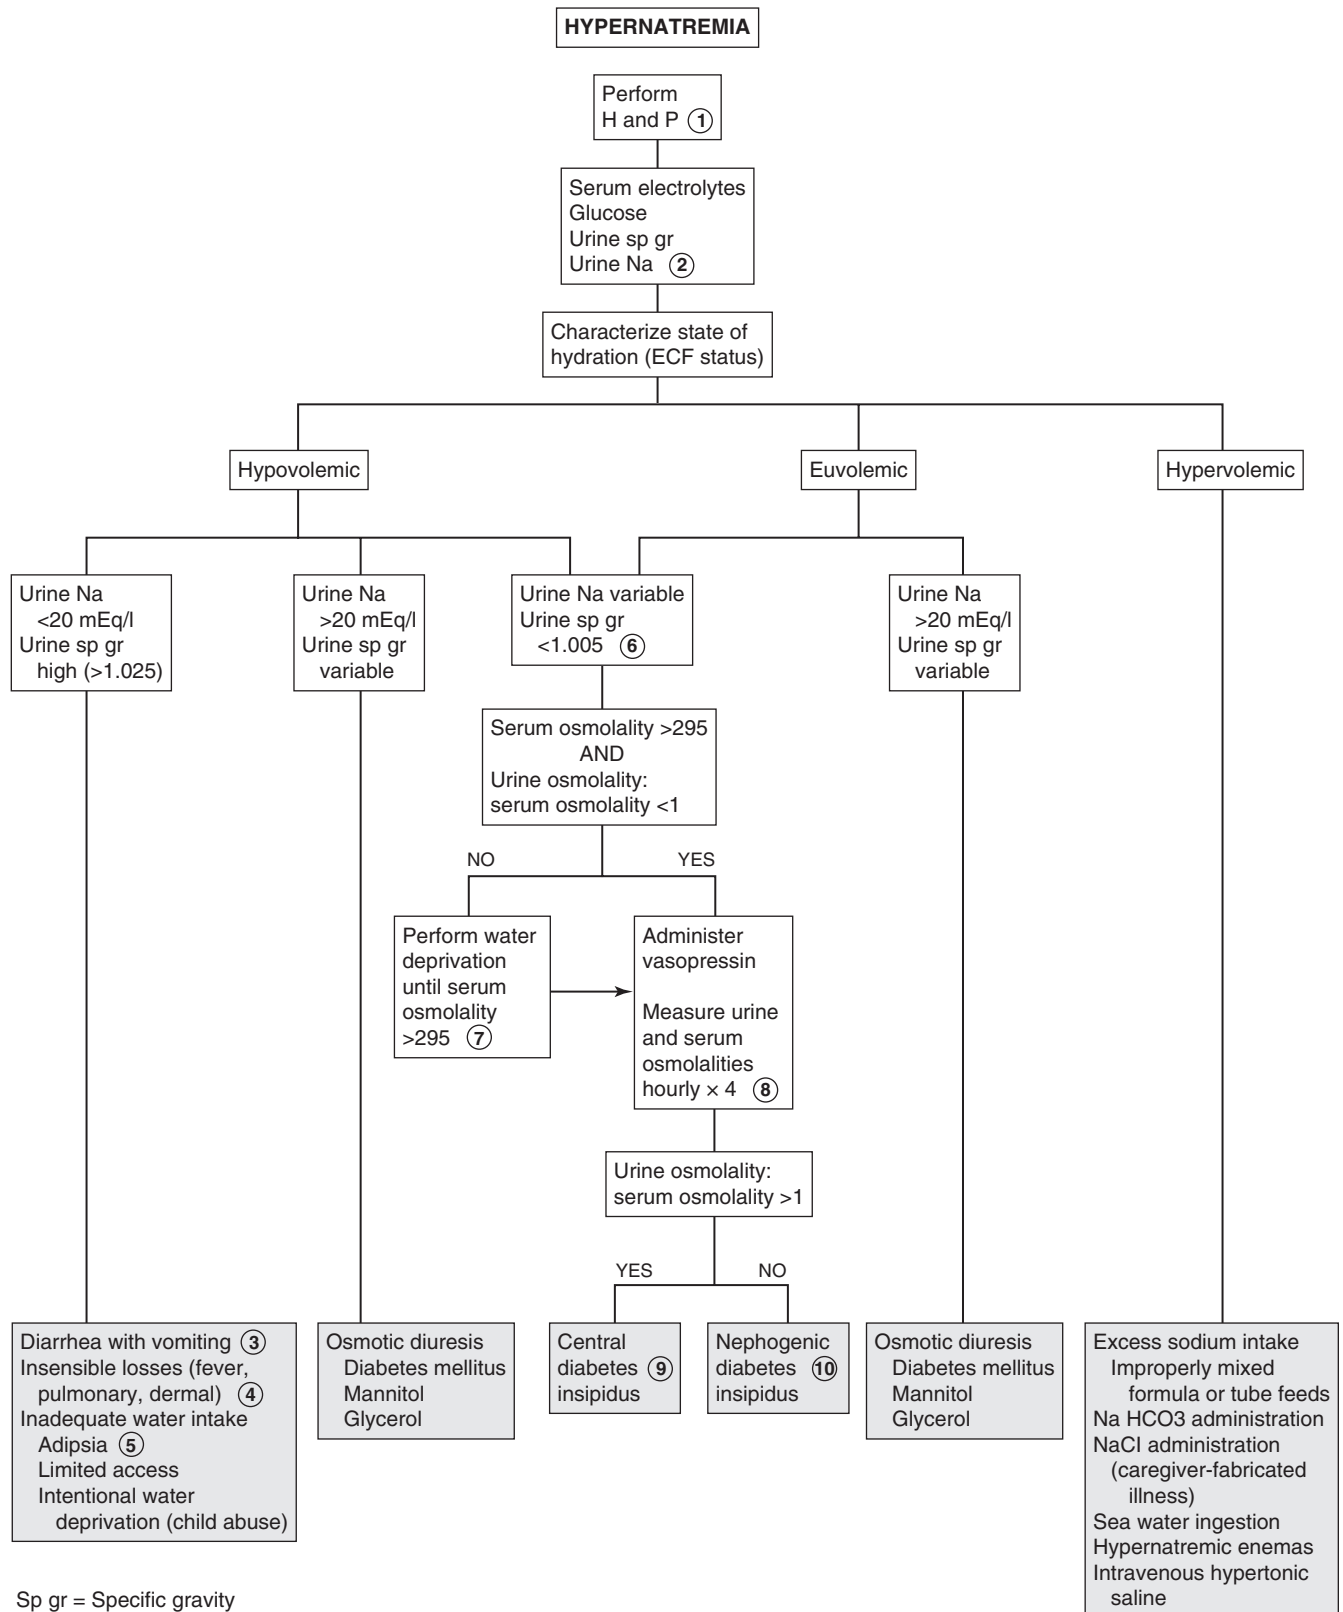 HYPERNATREMIA
Perform
H and P 1
Serum electrolytes
Glucose
Urine sp gr
Urine Na 2
Characterize state of
hydration (ECF status)
Hypovolemic
Euvolemic
Hypervolemic
Urine Na
<20 mEq/l
Urine sp gr
high (>1.025)
Urine Na
>20 mEq/l
Urine sp gr
variable
Urine Na variable
Urine sp gr
<1.005 6
Urine Na
>20 mEq/l
Urine sp gr
variable
Serum osmolality >295
AND
Urine osmolality:
serum osmolality <1
NO
YES
Perform water
deprivation
until serum
osmolality
>295 7
Administer
vasopressin
Measure urine
and serum
osmolalities
hourly × 4 8
Urine osmolality:
serum osmolality >1
YES
NO
Diarrhea with vomiting 3
Insensible losses (fever,
pulmonary, dermal) 4
Inadequate water intake
Adipsia 5
Limited access
Intentional water
deprivation (child abuse)
Osmotic diuresis
Diabetes mellitus
Mannitol
Glycerol
Central
diabetes 9
insipidus
Nephogenic
diabetes 10
insipidus
Osmotic diuresis
Diabetes mellitus
Mannitol
Glycerol
Excess sodium intake
Improperly mixed
formula or tube feeds
Na HCO3 administration
NaCl administration
(caregiver-fabricated
illness)
Sea water ingestion
Hypernatremic enemas
Intravenous hypertonic
saline
Sp gr = Specific gravity